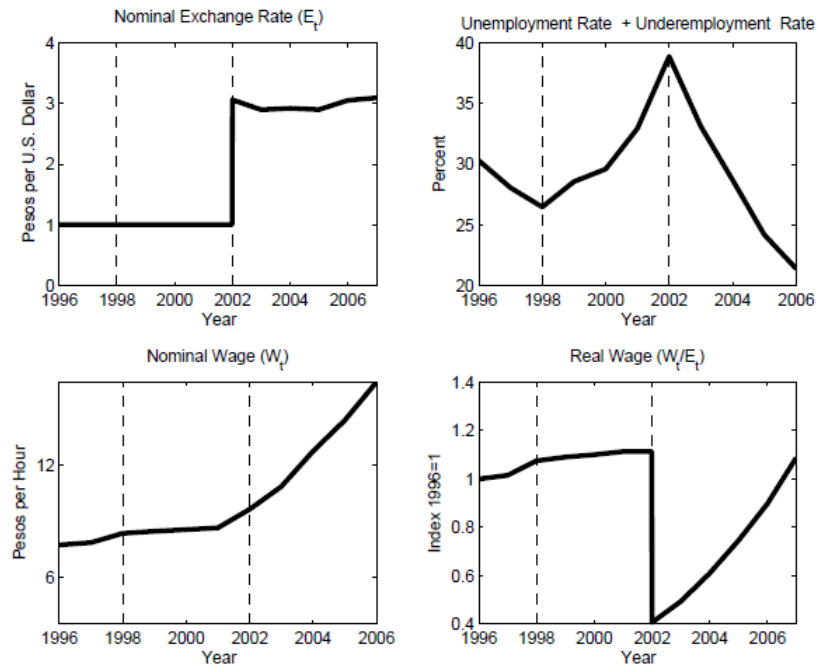 Nominal Exchange Rate (E_t)
Pesos per U.S. Dollar
4
3
2
1
0
1996 1998 2000 2002 2004 2006
Year
Unemployment Rate + Underemployment Rate
Percent
40
35
30
25
20
1996 1998 2000 2002 2004 2006
Year
Nominal Wage (W_t)
Pesos per Hour
12
6
1996 1998 2000 2002 2004 2006
Year
Real Wage (W_t/E_t)
Index 1996=1
1.4
1.2
1
0.8
0.6
0.4
1996 1998 2000 2002 2004 2006
Year